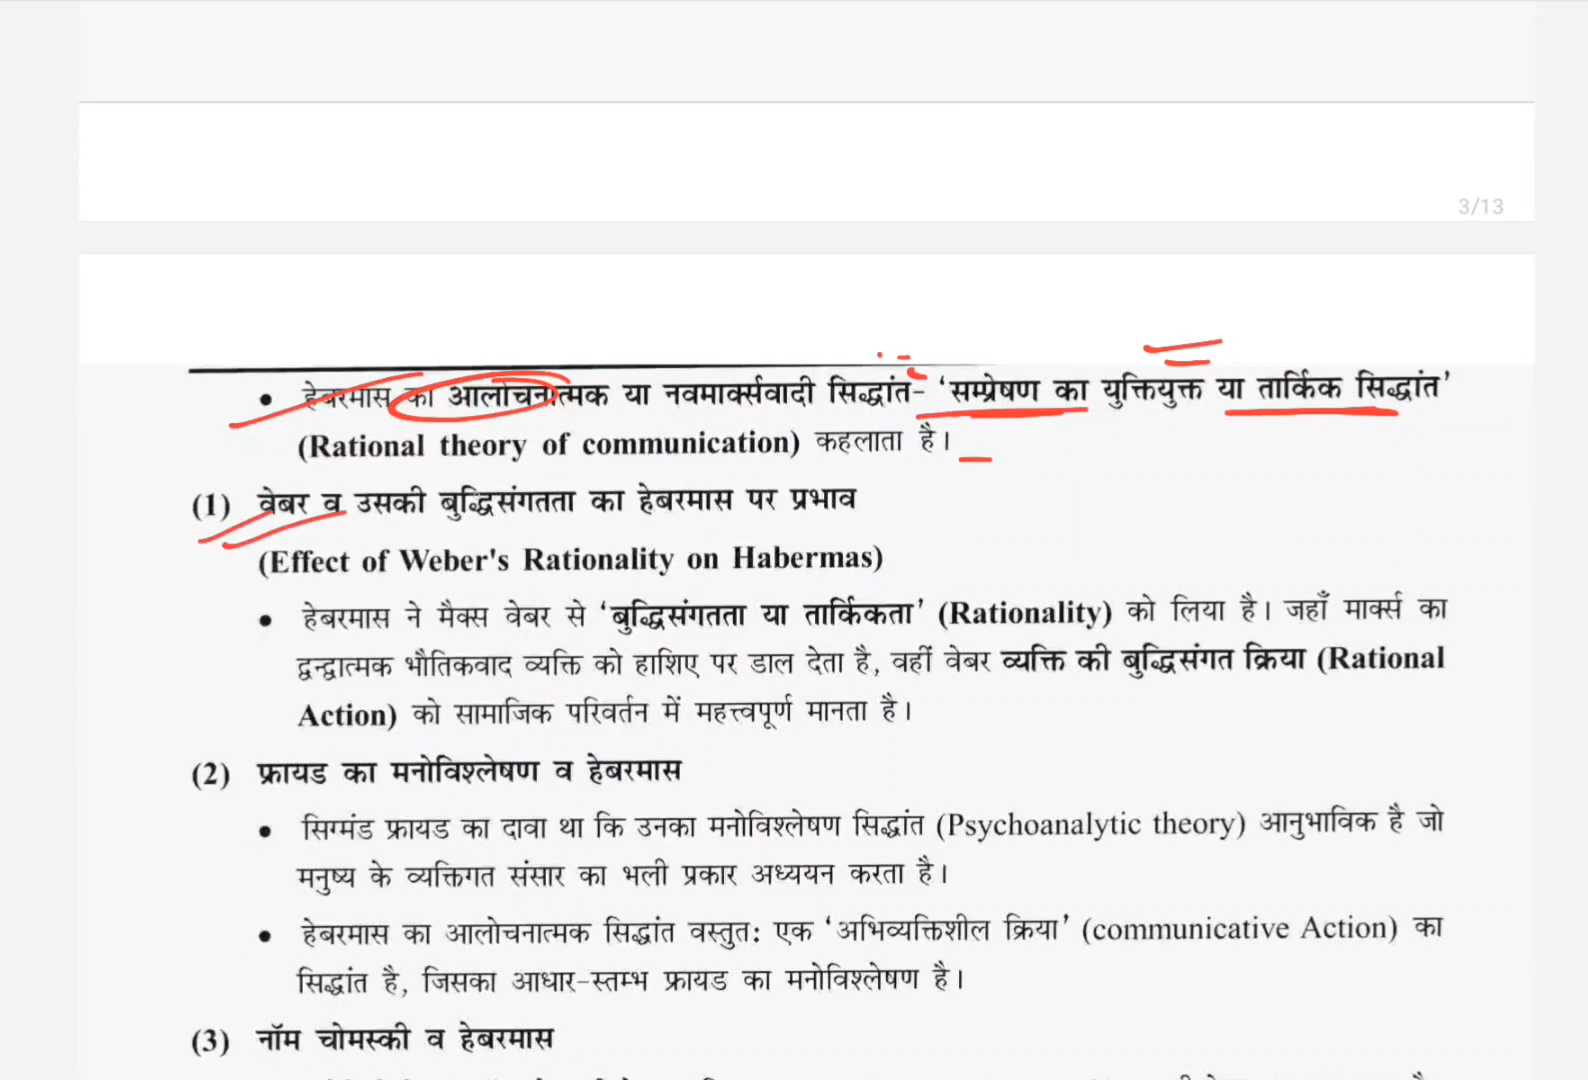 3/13
• हेबरमास का आलोचनात्मक या नवमार्क्सवादी सिद्धांत- ‘सम्प्रेषण का युक्तियुक्त या तार्किक सिद्धांत’
(Rational theory of communication) कहलाता है।
(1) वेबर व उसकी बुद्धिसंगतता का हेबरमास पर प्रभाव
(Effect of Weber's Rationality on Habermas)
• हेबरमास ने मैक्स वेबर से ‘बुद्धिसंगतता या तार्किकता’ (Rationality) को लिया है। जहाँ मार्क्स का
द्वन्द्वात्मक भौतिकवाद व्यक्ति को हाशिए पर डाल देता है, वहीं वेबर व्यक्ति की बुद्धिसंगत क्रिया (Rational
Action) को सामाजिक परिवर्तन में महत्त्वपूर्ण मानता है।
(2) फ्रायड का मनोविश्लेषण व हेबरमास
• सिग्मंड फ्रायड का दावा था कि उनका मनोविश्लेषण सिद्धांत (Psychoanalytic theory) आनुभाविक है जो
मनुष्य के व्यक्तिगत संसार का भली प्रकार अध्ययन करता है।
• हेबरमास का आलोचनात्मक सिद्धांत वस्तुत: एक ‘अभिव्यक्तिशील क्रिया’ (communicative Action) का
सिद्धांत है, जिसका आधार-स्तम्भ फ्रायड का मनोविश्लेषण है।
(3) नॉम चोमस्की व हेबरमास